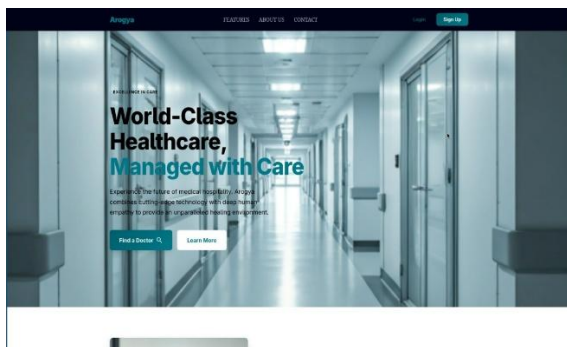 Arogya
FEATURES ABOUT US CONTACT
Login Sign Up
EXCELLENCE IN CARE
World-Class
Healthcare,
Managed with Care
Experience the future of medical hospitality. Arogya
combines cutting-edge technology with deep human
empathy to provide an unparalleled healing environment.
Find a Doctor Learn More